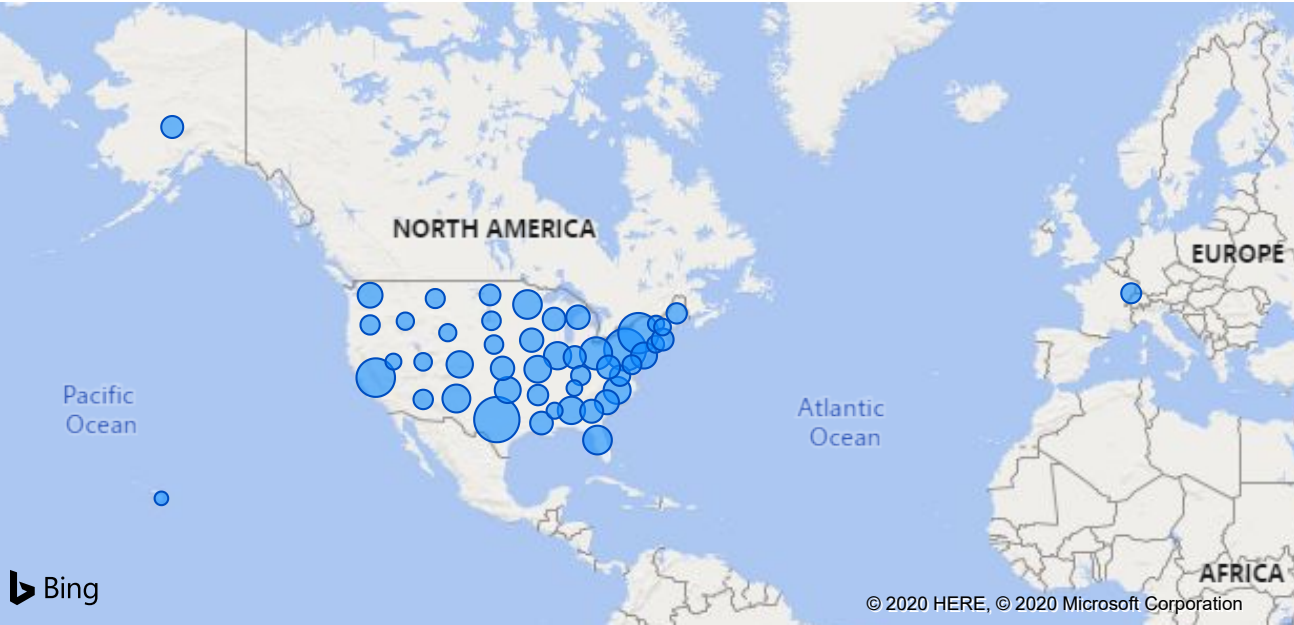 NORTH AMERICA
EUROPE
Pacific
Ocean
Atlantic
Ocean
AFRICA
Bing
© 2020 HERE, © 2020 Microsoft Corporation